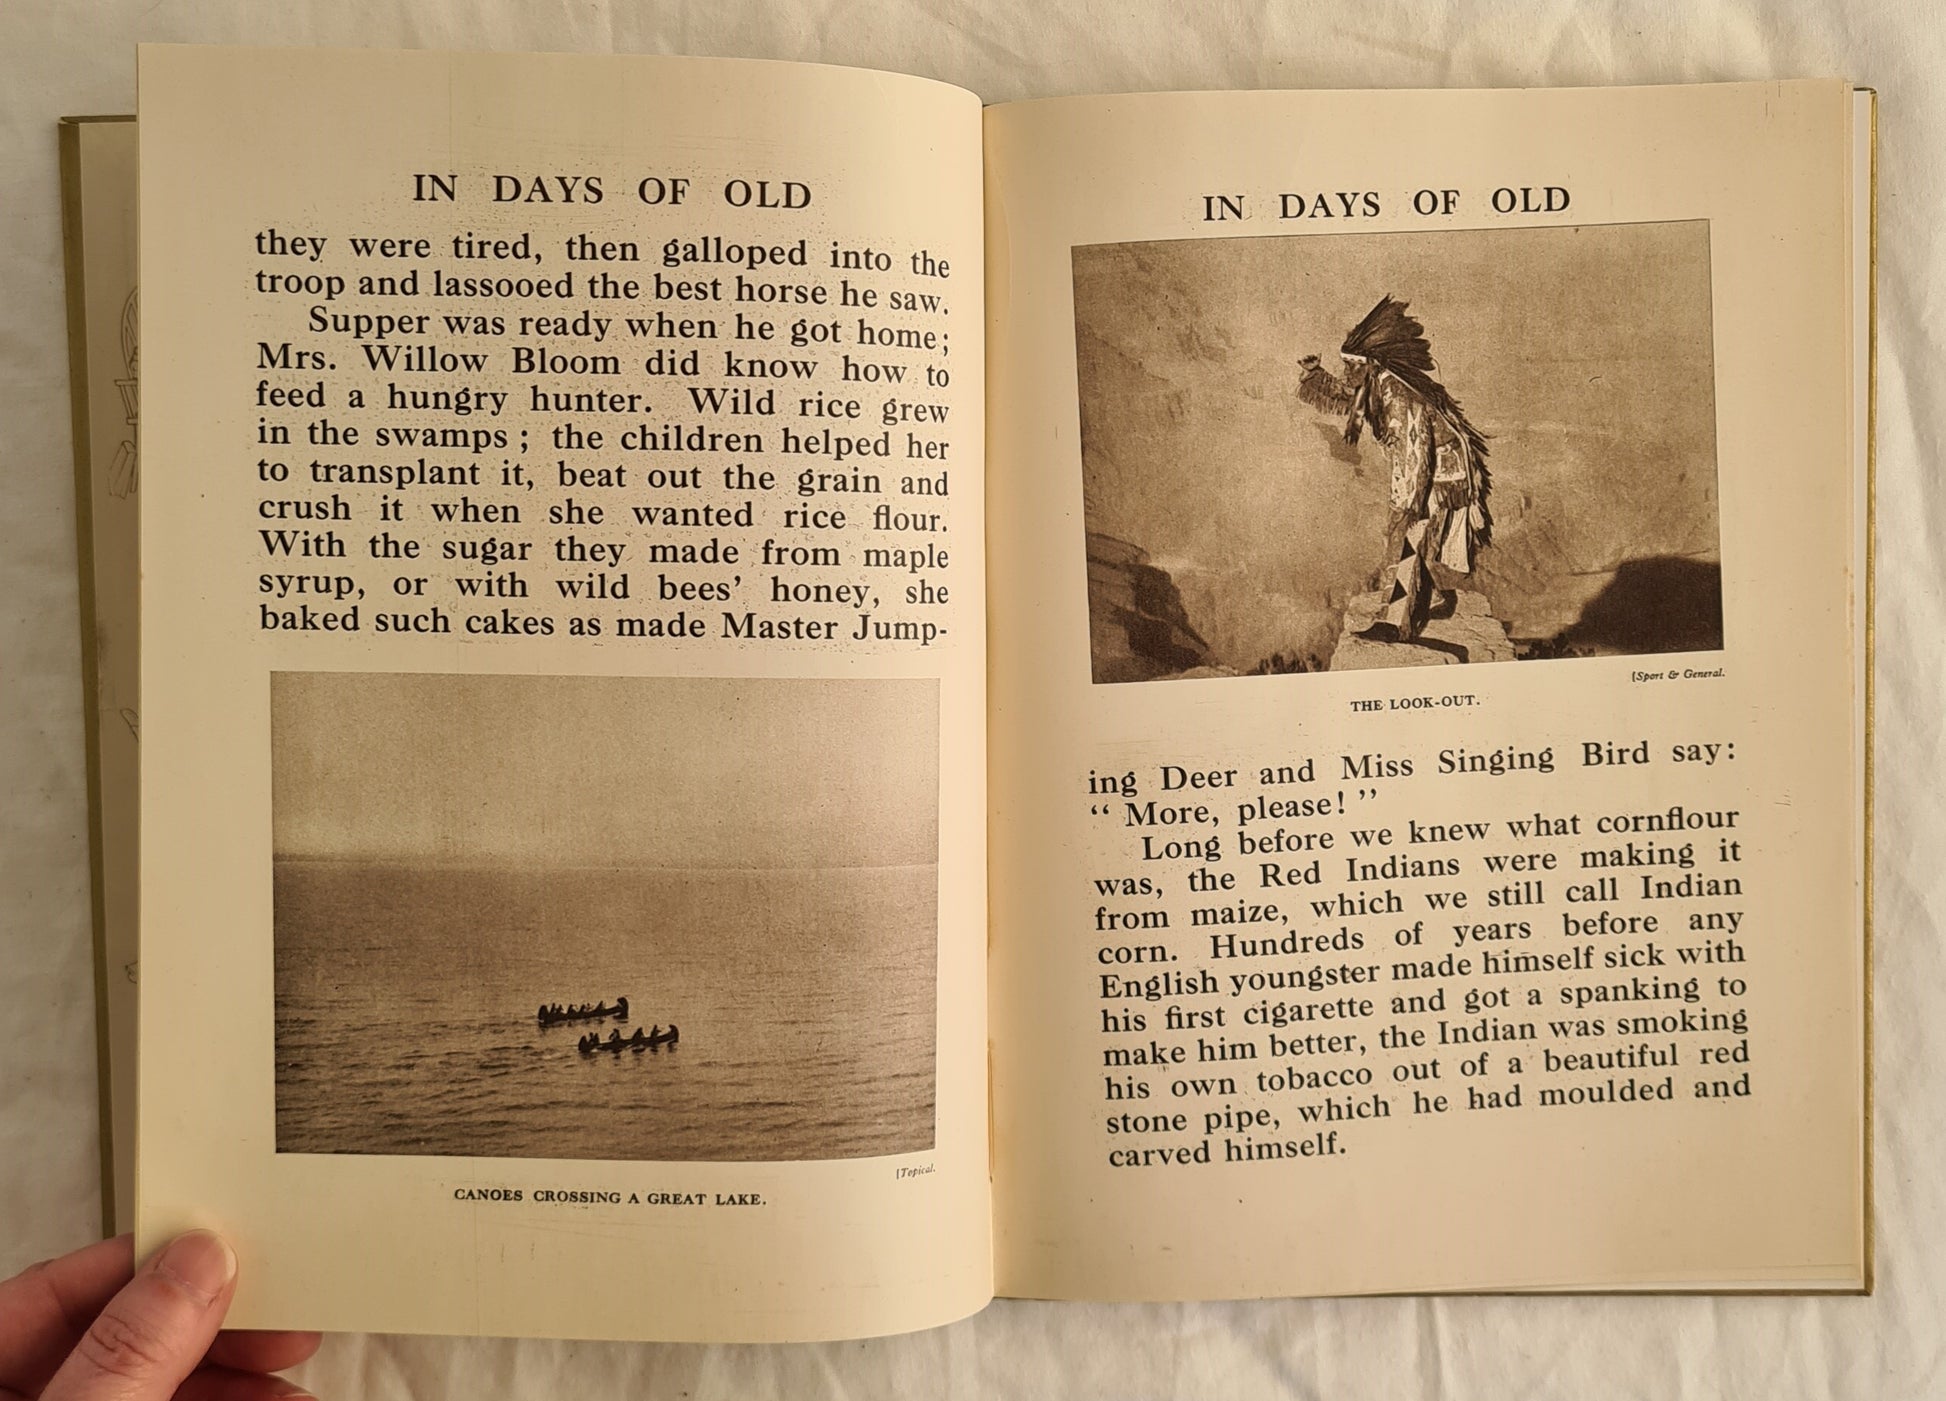 IN DAYS OF OLD
they were tired, then galloped into the
troop and lassooed the best horse he saw.
Supper was ready when he got home;
Mrs. Willow Bloom did know how to
feed a hungry hunter. Wild rice grew
in the swamps; the children helped her
to transplant it, beat out the grain and
crush it when she wanted rice flour.
With the sugar they made from maple
syrup, or with wild bees' honey, she
baked such cakes as made Master Jump-
[Topical.
CANOES CROSSING A GREAT LAKE.
IN DAYS OF OLD
[Sport & General.
THE LOOK-OUT.
ing Deer and Miss Singing Bird say:
“ More, please! ”
Long before we knew what cornflour
was, the Red Indians were making it
from maize, which we still call Indian
corn. Hundreds of years before any
English youngster made himself sick with
his first cigarette and got a spanking to
make him better, the Indian was smoking
his own tobacco out of a beautiful red
stone pipe, which he had moulded and
carved himself.